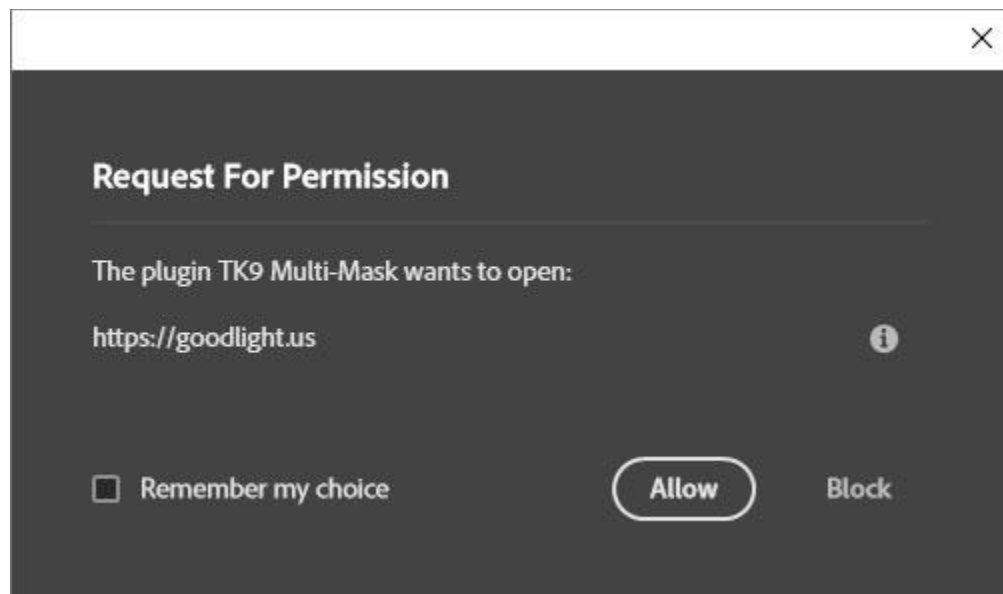 Request For Permission
The plugin TK9 Multi-Mask wants to open:
https://goodlight.us
Remember my choice
Allow
Block